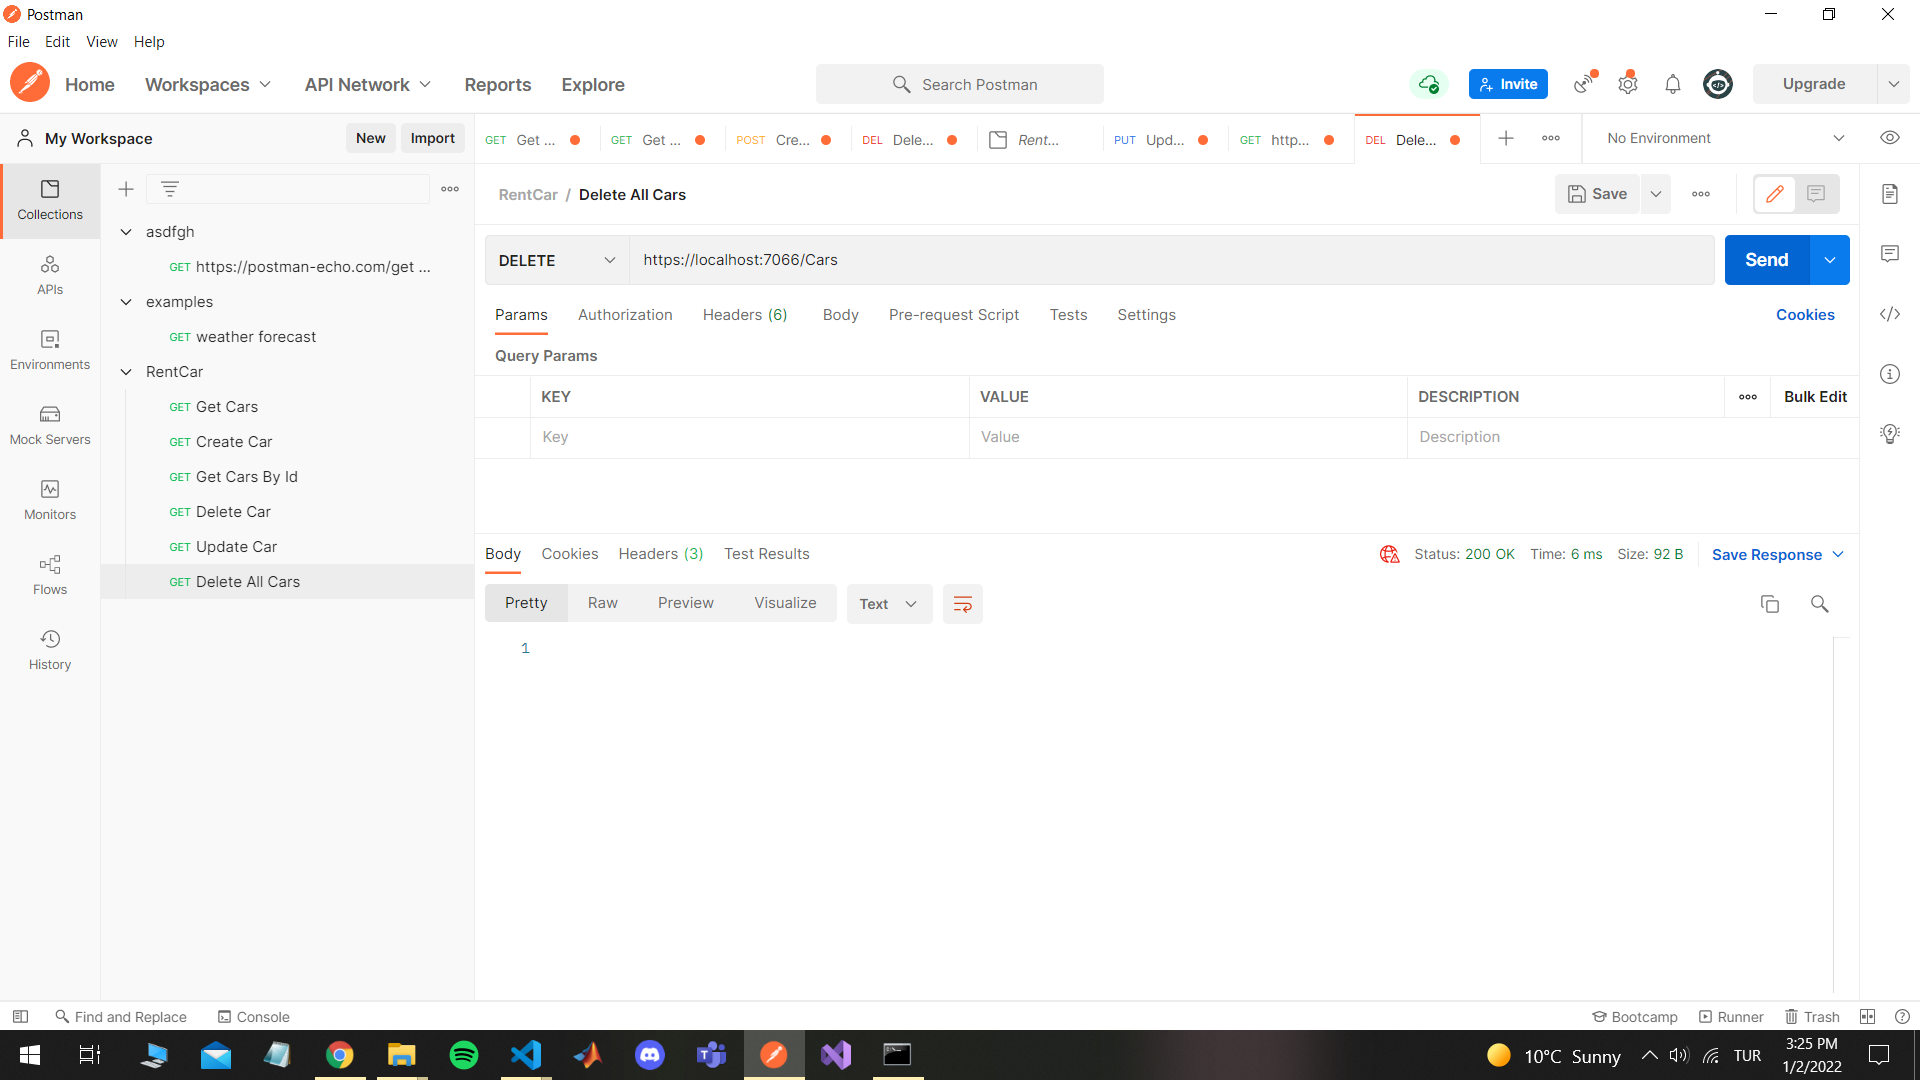 Postman
File Edit View Help
Home Workspaces API Network Reports Explore Search Postman Invite Upgrade
My Workspace New Import GET Get ... GET Get ... POST Cre... DEL Dele... Rent... PUT Upd... GET http... DEL Dele... No Environment
Collections
APIs
Environments
Mock Servers
Monitors
Flows
History
asdfgh
GET https://postman-echo.com/get ...
examples
GET weather forecast
RentCar
GET Get Cars
GET Create Car
GET Get Cars By Id
GET Delete Car
GET Update Car
GET Delete All Cars
RentCar / Delete All Cars Save
DELETE https://localhost:7066/Cars Send
Params Authorization Headers (6) Body Pre-request Script Tests Settings Cookies
Query Params
KEY VALUE DESCRIPTION Bulk Edit
Key Value Description
Body Cookies Headers (3) Test Results Status: 200 OK Time: 6 ms Size: 92 B Save Response
Pretty Raw Preview Visualize Text
1
Find and Replace Console Bootcamp Runner Trash
10°C Sunny TUR 3:25 PM
1/2/2022